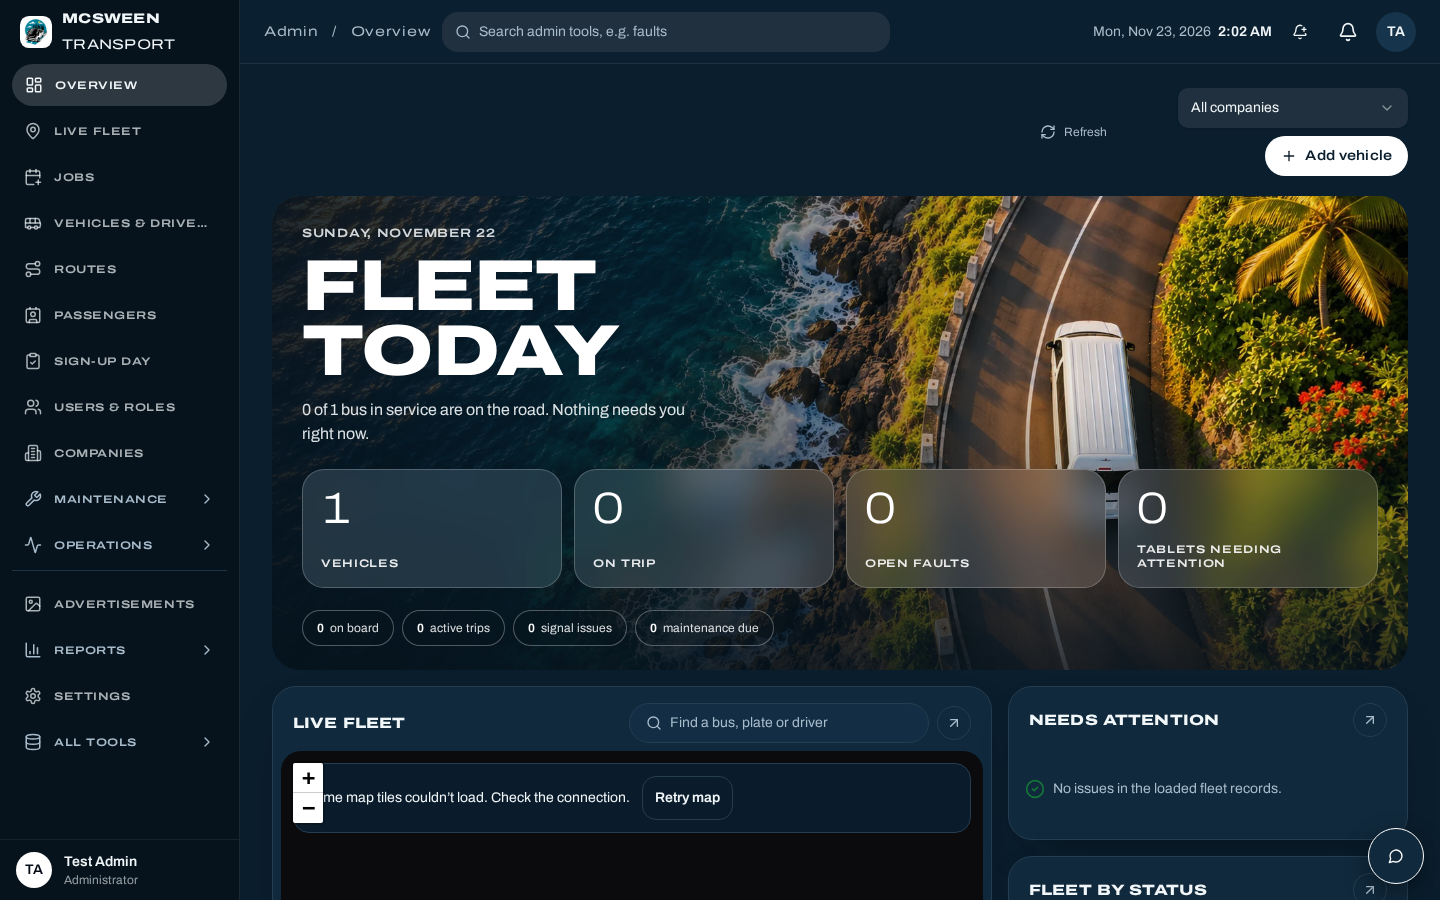 MCSWEEN
TRANSPORT
Admin / Overview
Search admin tools, e.g. faults
Mon, Nov 23, 2026 2:02 AM
TA
OVERVIEW
LIVE FLEET
JOBS
VEHICLES & DRIVE...
ROUTES
PASSENGERS
SIGN-UP DAY
USERS & ROLES
COMPANIES
MAINTENANCE
OPERATIONS
ADVERTISEMENTS
REPORTS
SETTINGS
ALL TOOLS
TA
Test Admin
Administrator
All companies
Refresh
Add vehicle
SUNDAY, NOVEMBER 22
FLEET
TODAY
0 of 1 bus in service are on the road. Nothing needs you
right now.
1
VEHICLES
0
ON TRIP
0
OPEN FAULTS
0
TABLETS NEEDING
ATTENTION
0 on board
0 active trips
0 signal issues
0 maintenance due
LIVE FLEET
Find a bus, plate or driver
+
−
me map tiles couldn't load. Check the connection.
Retry map
NEEDS ATTENTION
No issues in the loaded fleet records.
FLEET BY STATUS